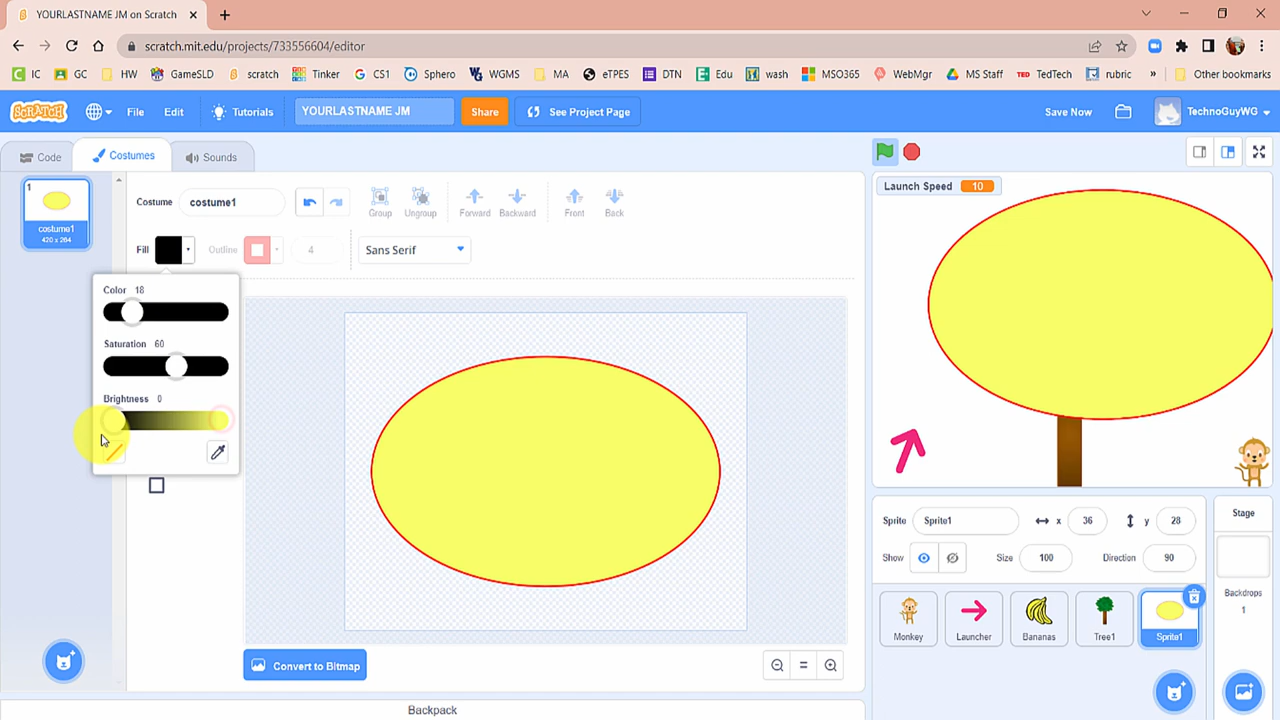 YOURLASTNAME JM on Scratch
scratch.mit.edu/projects/733556604/editor
IC GC HW GameSLD scratch Tinker CS1 Sphero WGMS MA eTPES DTN Edu wash MSO365 WebMgr MS Staff TED TedTech rubric » Other bookmarks
SCRATCH File Edit Tutorials YOURLASTNAME JM Share See Project Page Save Now TechnoGuyWG
Code Costumes Sounds
1
costume1
420 x 264
Costume costume1 Group Ungroup Forward Backward Front Back
Fill Outline 4 Sans Serif
Color 18
Saturation 60
Brightness 0
Convert to Bitmap
Backpack
Launch Speed 10
Sprite Sprite1 x 36 y 28
Show Size 100 Direction 90
Monkey Launcher Bananas Tree1 Sprite1
Stage
Backdrops
1